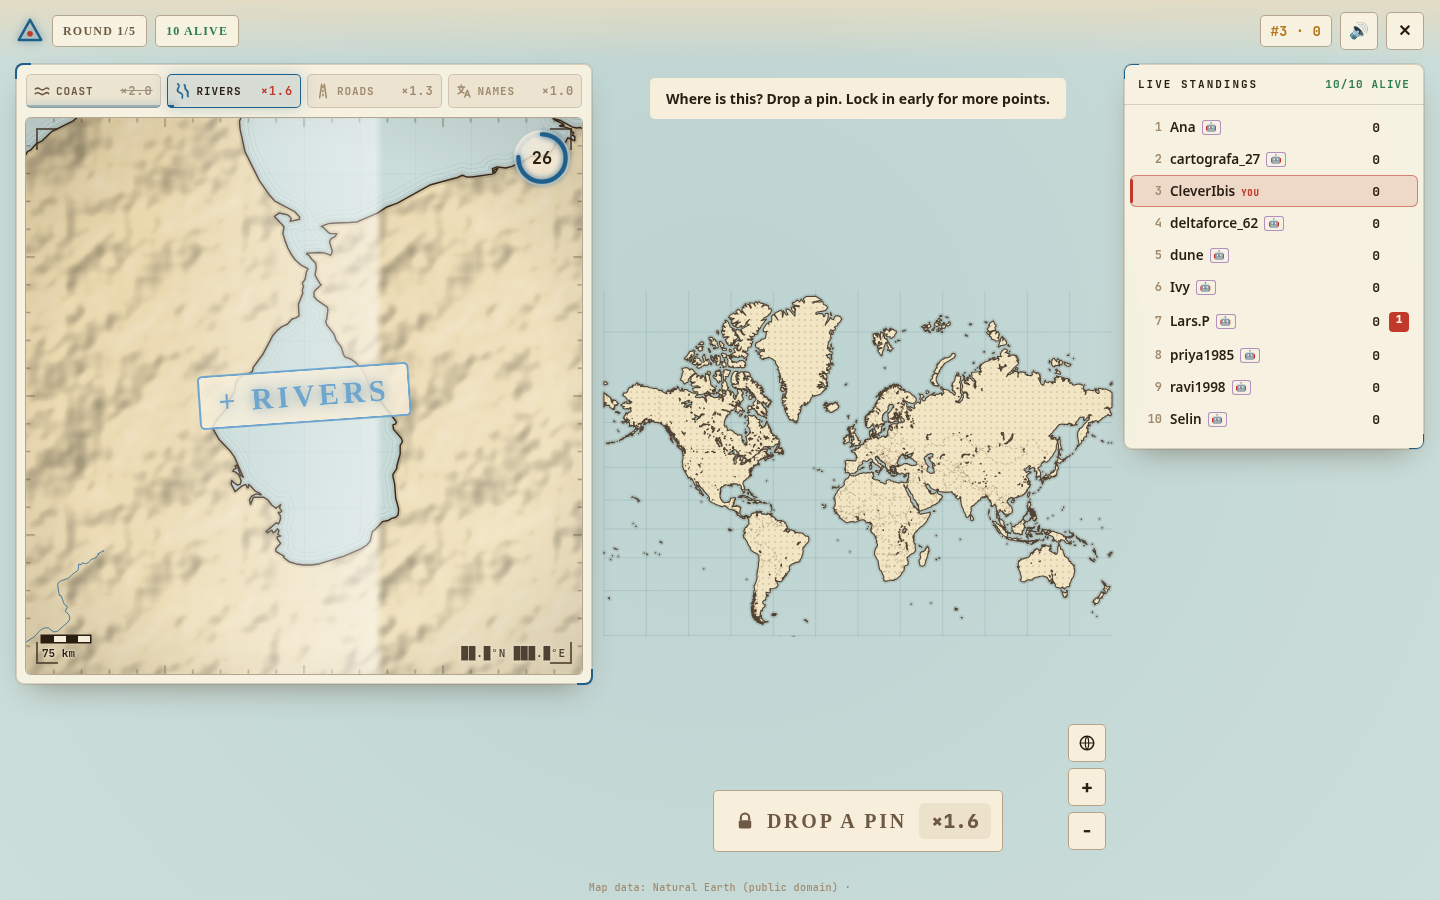 ROUND 1/5
10 ALIVE
#3 · 0
COAST ×2.0
RIVERS ×1.6
ROADS ×1.3
NAMES ×1.0
26
+ RIVERS
75 km
██.█°N ███.█°E
Where is this? Drop a pin. Lock in early for more points.
DROP A PIN ×1.6
+
-
LIVE STANDINGS 10/10 ALIVE
1 Ana 0
2 cartografa_27 0
3 CleverIbis YOU 0
4 deltaforce_62 0
5 dune 0
6 Ivy 0
7 Lars.P 0 1
8 priya1985 0
9 ravi1998 0
10 Selin 0
Map data: Natural Earth (public domain) ·